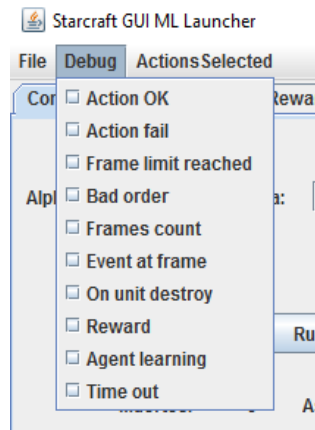 Starcraft GUI ML Launcher
File Debug ActionsSelected
Action OK
Action fail
Frame limit reached
Bad order
Frames count
Event at frame
On unit destroy
Reward
Agent learning
Time out